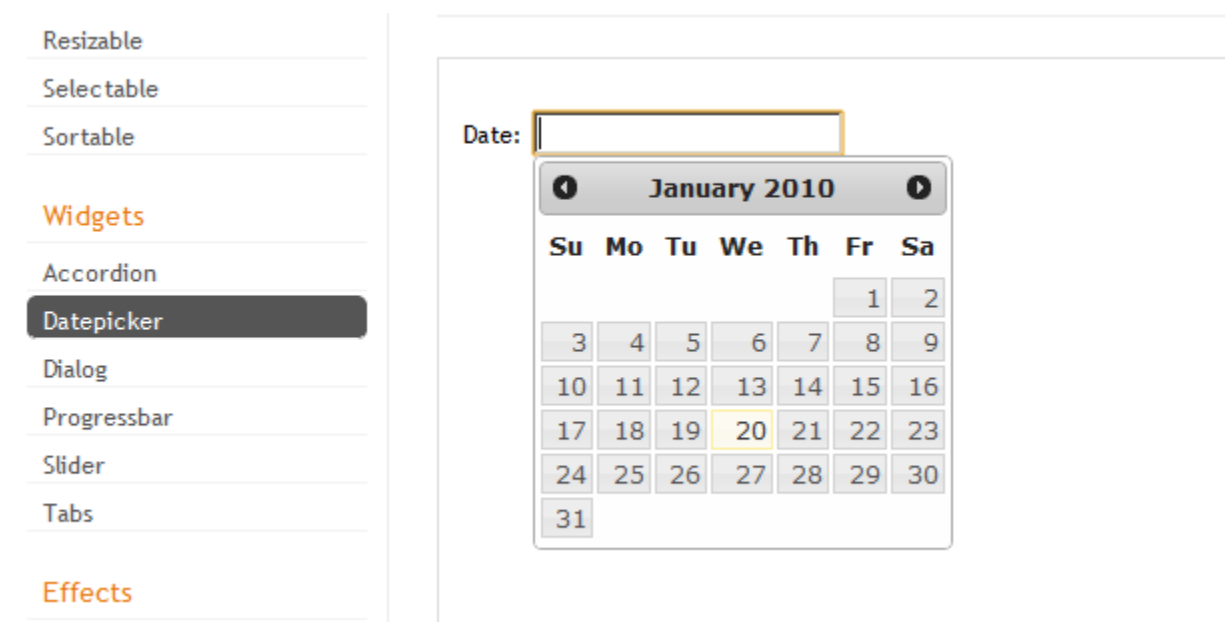 Resizable
Selectable
Sortable
Widgets
Accordion
Datepicker
Dialog
Progressbar
Slider
Tabs
Effects
Date:
January 2010
Su Mo Tu We Th Fr Sa
1 2
3 4 5 6 7 8 9
10 11 12 13 14 15 16
17 18 19 20 21 22 23
24 25 26 27 28 29 30
31